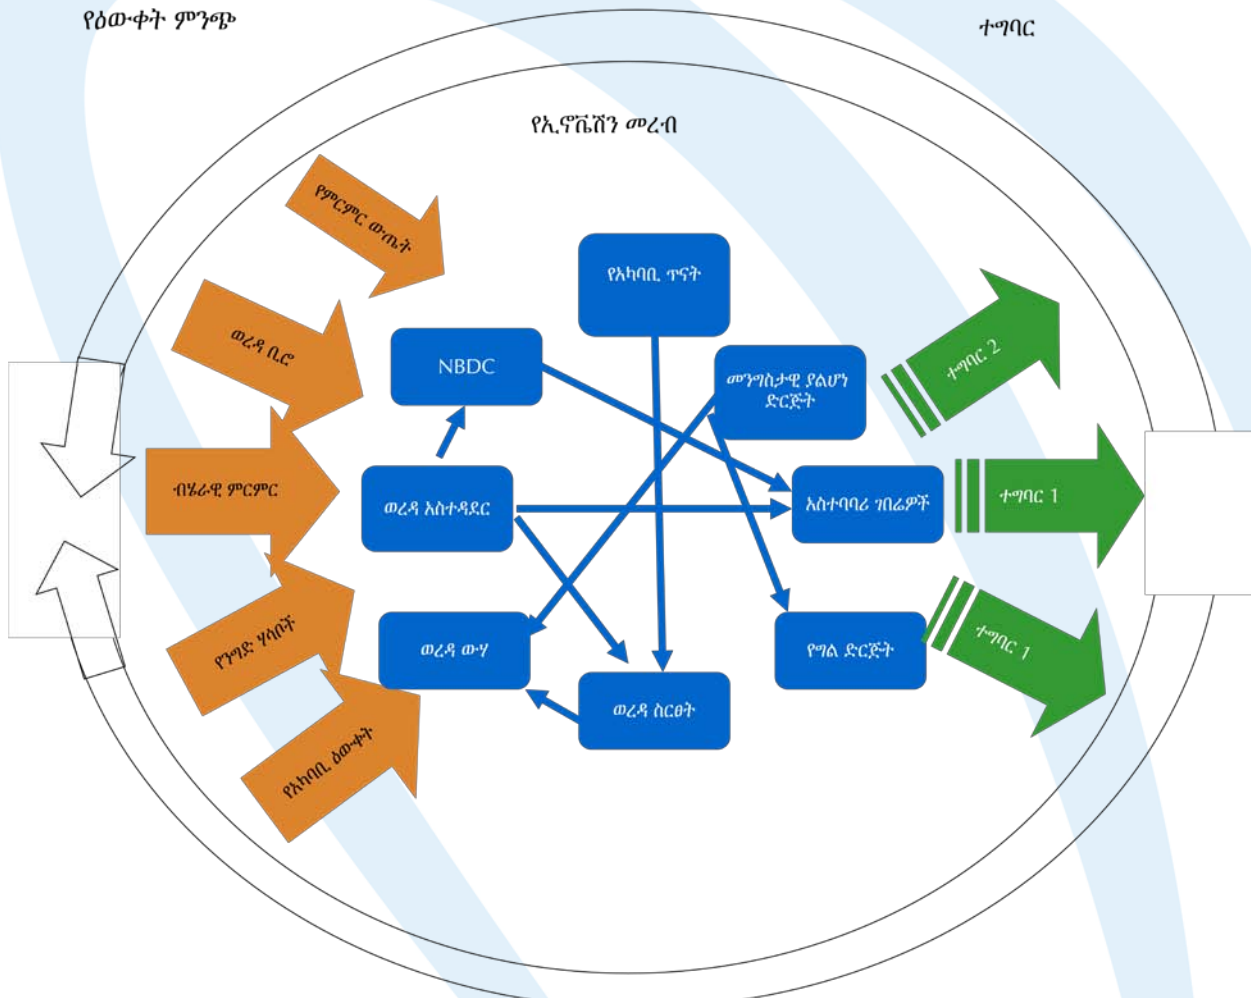 የዕውቀት ምንጭ
ተግባር
የኢኖቬሽን መረብ
የምርምር ውጤት
ወረዳ ቢሮ
ብሄራዊ ምርምር
የንግድ ሃሳቦች
የአካባቢ ዕውቀት
የአካባቢ ጥናት
NBDC
መንግስታዊ ያልሆነ
ድርጅት
ወረዳ አስተዳደር
አስተባባሪ ገበሬዎች
ወረዳ ውሃ
የግል ድርጅት
ወረዳ ስርፀት
ተግባር 2
ተግባር 1
ተግባር 1